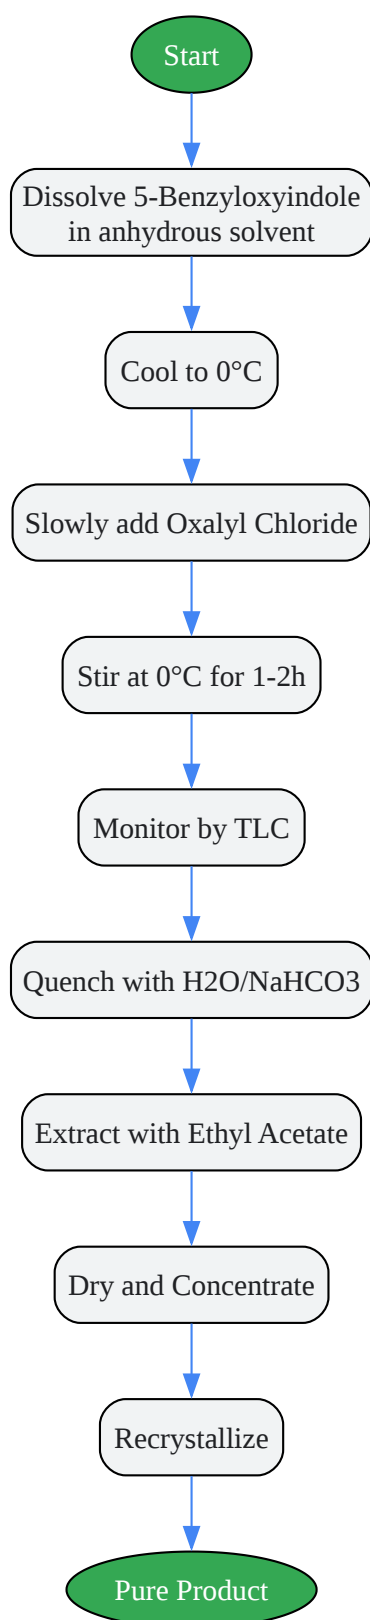 Start
Dissolve 5-Benzyloxyindole
in anhydrous solvent
Cool to 0°C
Slowly add Oxalyl Chloride
Stir at 0°C for 1-2h
Monitor by TLC
Quench with H2O/NaHCO3
Extract with Ethyl Acetate
Dry and Concentrate
Recrystallize
Pure Product